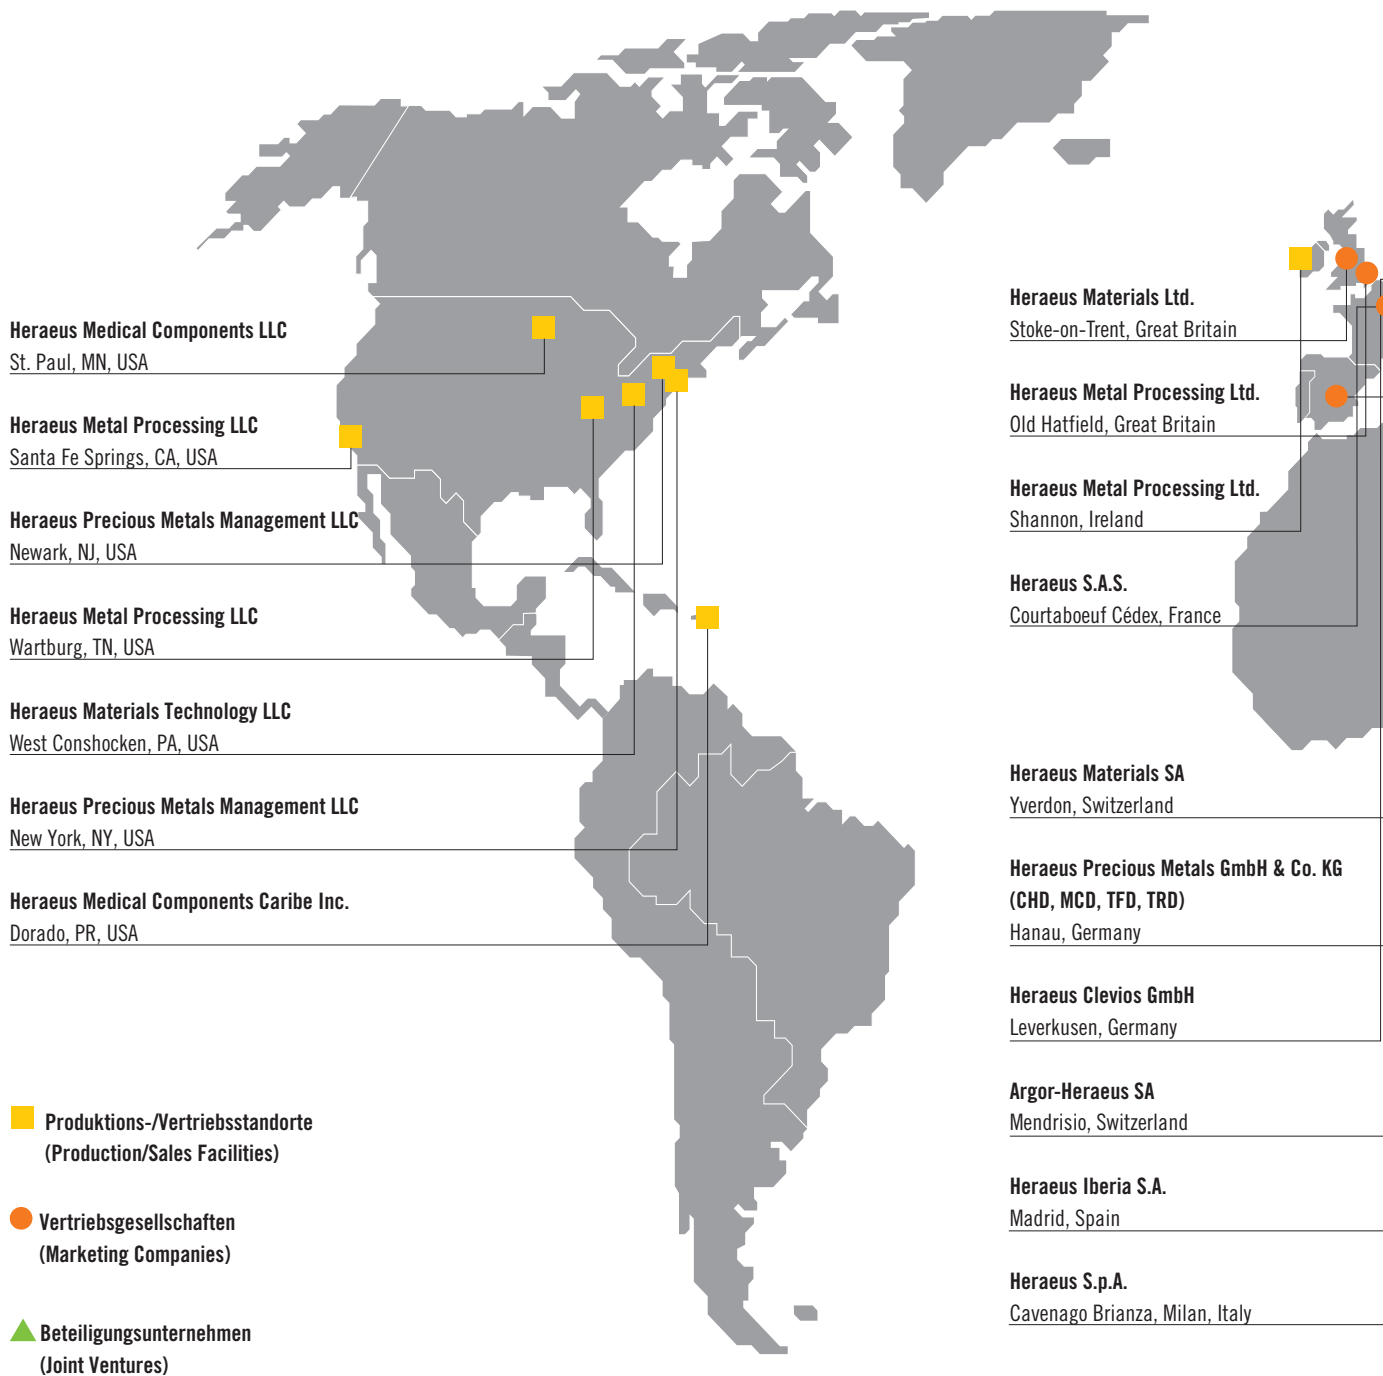 Heraeus Medical Components LLC
St. Paul, MN, USA
Heraeus Metal Processing LLC
Santa Fe Springs, CA, USA
Heraeus Precious Metals Management LLC
Newark, NJ, USA
Heraeus Metal Processing LLC
Wartburg, TN, USA
Heraeus Materials Technology LLC
West Conshocken, PA, USA
Heraeus Precious Metals Management LLC
New York, NY, USA
Heraeus Medical Components Caribe Inc.
Dorado, PR, USA
Produktions-/Vertriebsstandorte
(Production/Sales Facilities)
Vertriebsgesellschaften
(Marketing Companies)
Beteiligungsunternehmen
(Joint Ventures)
Heraeus Materials Ltd.
Stoke-on-Trent, Great Britain
Heraeus Metal Processing Ltd.
Old Hatfield, Great Britain
Heraeus Metal Processing Ltd.
Shannon, Ireland
Heraeus S.A.S.
Courtaboeuf Cédex, France
Heraeus Materials SA
Yverdon, Switzerland
Heraeus Precious Metals GmbH & Co. KG
(CHD, MCD, TFD, TRD)
Hanau, Germany
Heraeus Clevios GmbH
Leverkusen, Germany
Argor-Heraeus SA
Mendrisio, Switzerland
Heraeus Iberia S.A.
Madrid, Spain
Heraeus S.p.A.
Cavenago Brianza, Milan, Italy